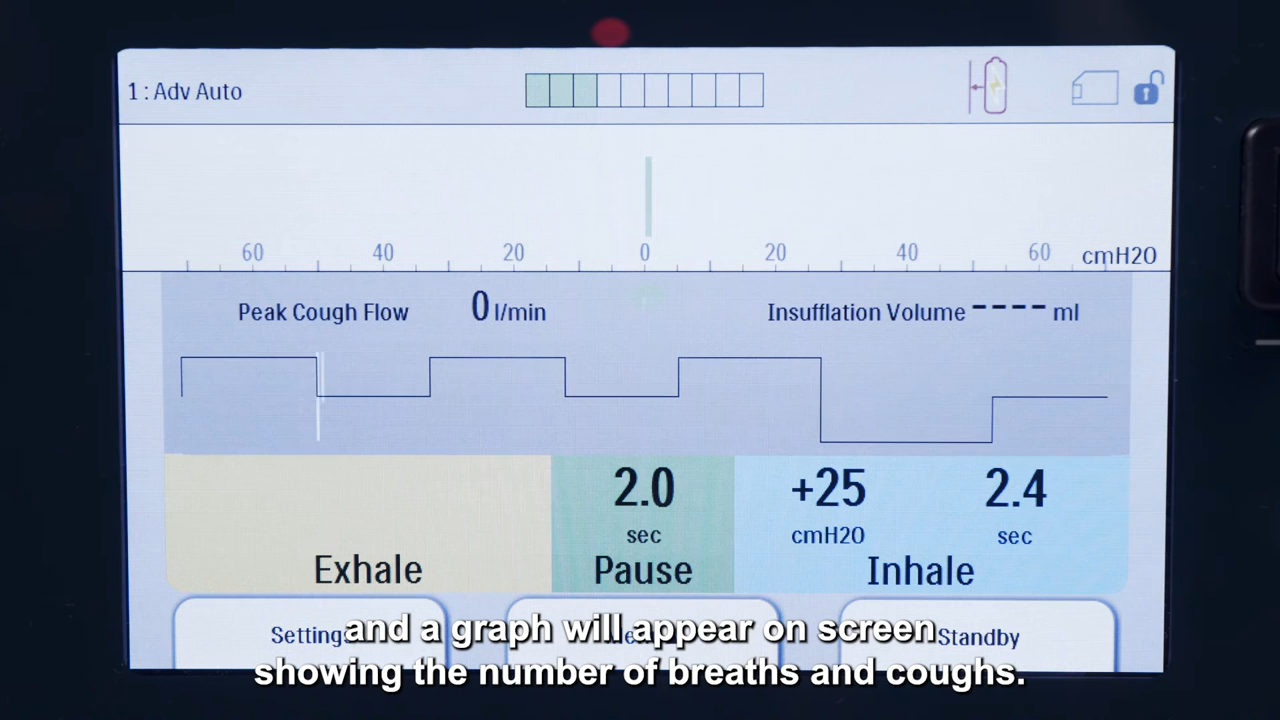 1 : Adv Auto
60 40 20 0 20 40 60 cmH2O
Peak Cough Flow 0 l/min Insufflation Volume ---- ml
2.0 +25 2.4
sec cmH2O sec
Exhale Pause Inhale
Settings Standby
and a graph will appear on screen
showing the number of breaths and coughs.